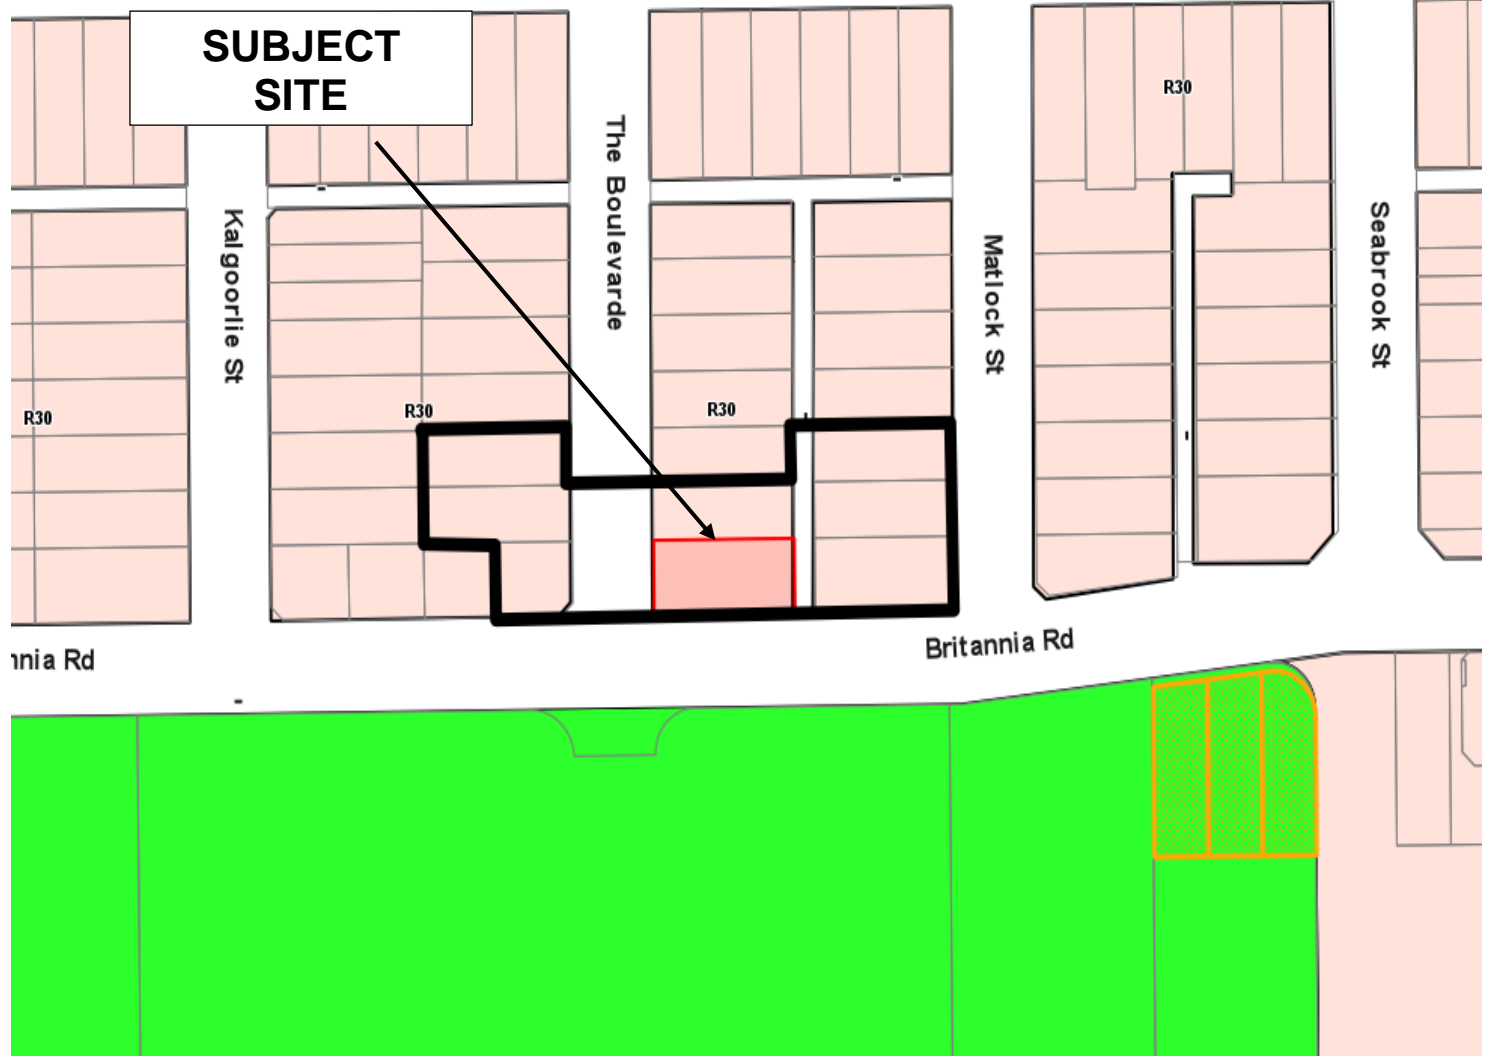 SUBJECT
SITE
R30
The Boulevarde
Kalgoorlie St
Matlock St
Seabrook St
R30
R30
R30
nnia Rd
Britannia Rd